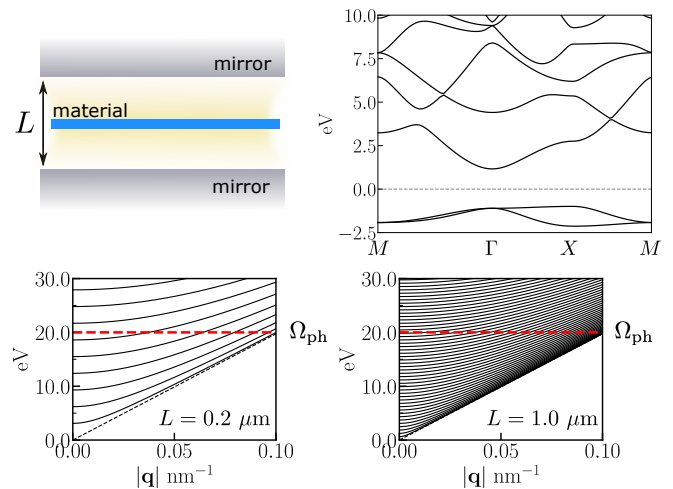 mirror
material
L
mirror
10.0
7.5
5.0
2.5
0.0
−2.5
eV
M Γ X M
30.0
20.0
10.0
0.0
eV
Ωph
L = 0.2 μm
0.00 0.05 0.10
|q| nm⁻¹
30.0
20.0
10.0
0.0
eV
Ωph
L = 1.0 μm
0.00 0.05 0.10
|q| nm⁻¹